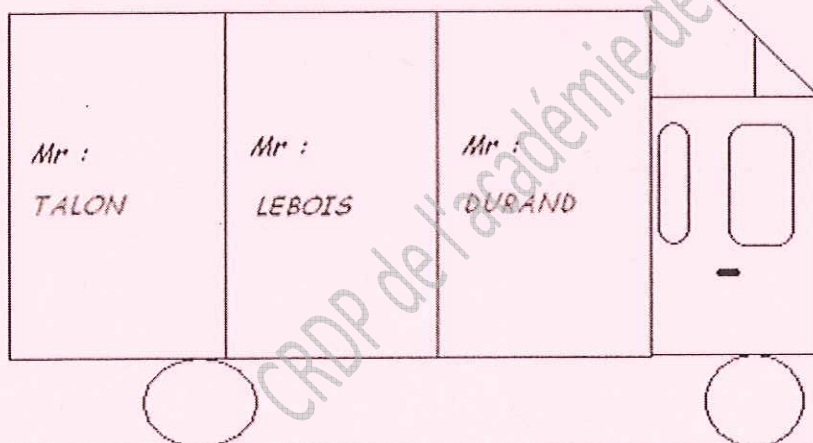 Mr :
TALON
Mr :
LEBOIS
Mr :
DURAND
CRDP de l'académie de